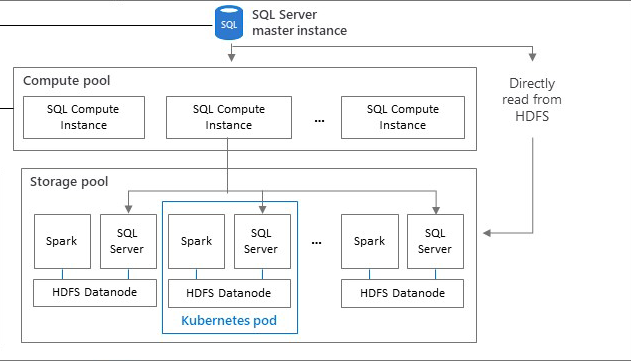 SQL
SQL Server
master instance
Compute pool
SQL Compute
Instance
SQL Compute
Instance
...
SQL Compute
Instance
Directly
read from
HDFS
Storage pool
Spark
SQL
Server
HDFS Datanode
Spark
SQL
Server
HDFS Datanode
Kubernetes pod
...
Spark
SQL
Server
HDFS Datanode